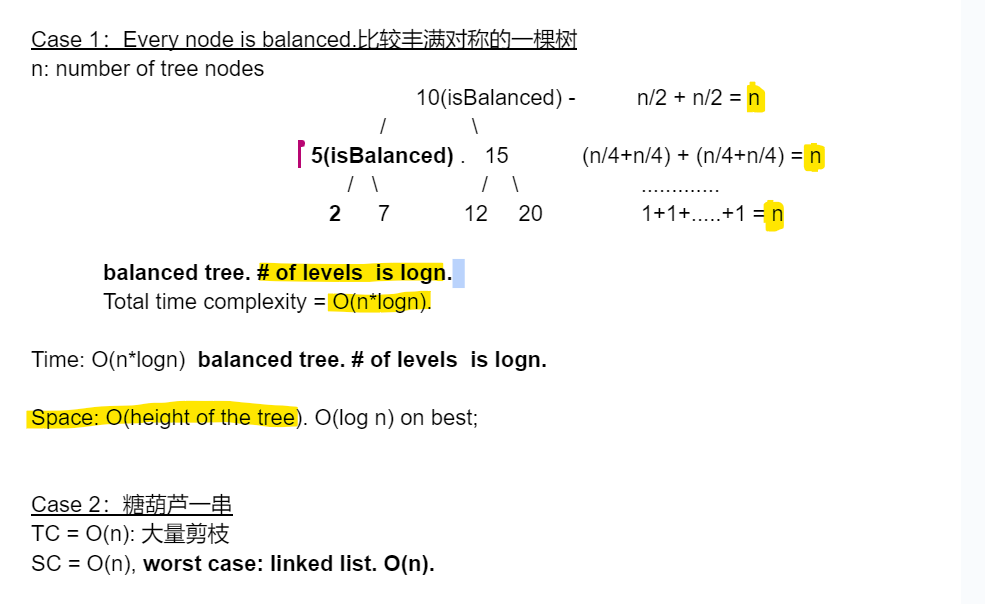 Case 1：Every node is balanced.比较丰满对称的一棵树
n: number of tree nodes
10(isBalanced) - n/2 + n/2 = n
/ \
5(isBalanced) . 15 (n/4+n/4) + (n/4+n/4) = n
/ \ / \ .............
2 7 12 20 1+1+.....+1 = n
balanced tree. # of levels is logn.
Total time complexity = O(n*logn).
Time: O(n*logn) balanced tree. # of levels is logn.
Space: O(height of the tree). O(log n) on best;
Case 2：糖葫芦一串
TC = O(n): 大量剪枝
SC = O(n), worst case: linked list. O(n).